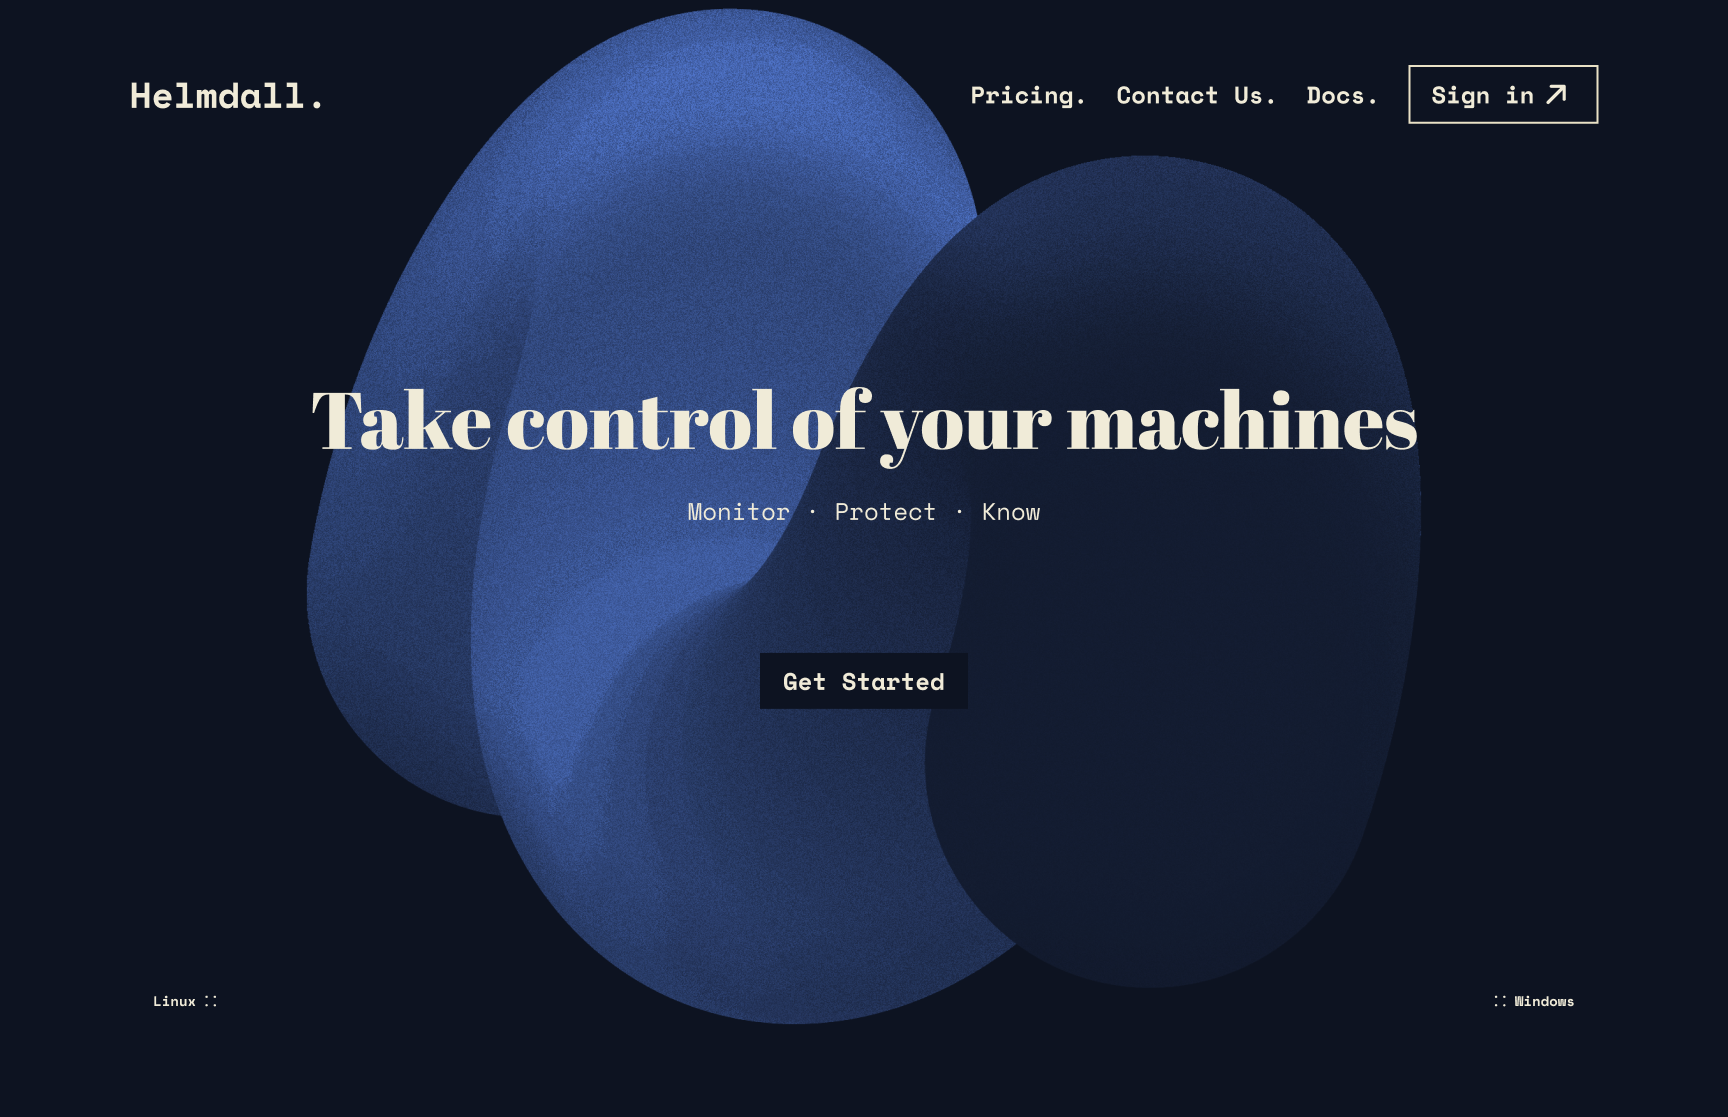 Helmdall.
Pricing. Contact Us. Docs. Sign in
Take control of your machines
Monitor · Protect · Know
Get Started
Linux ::
:: Windows